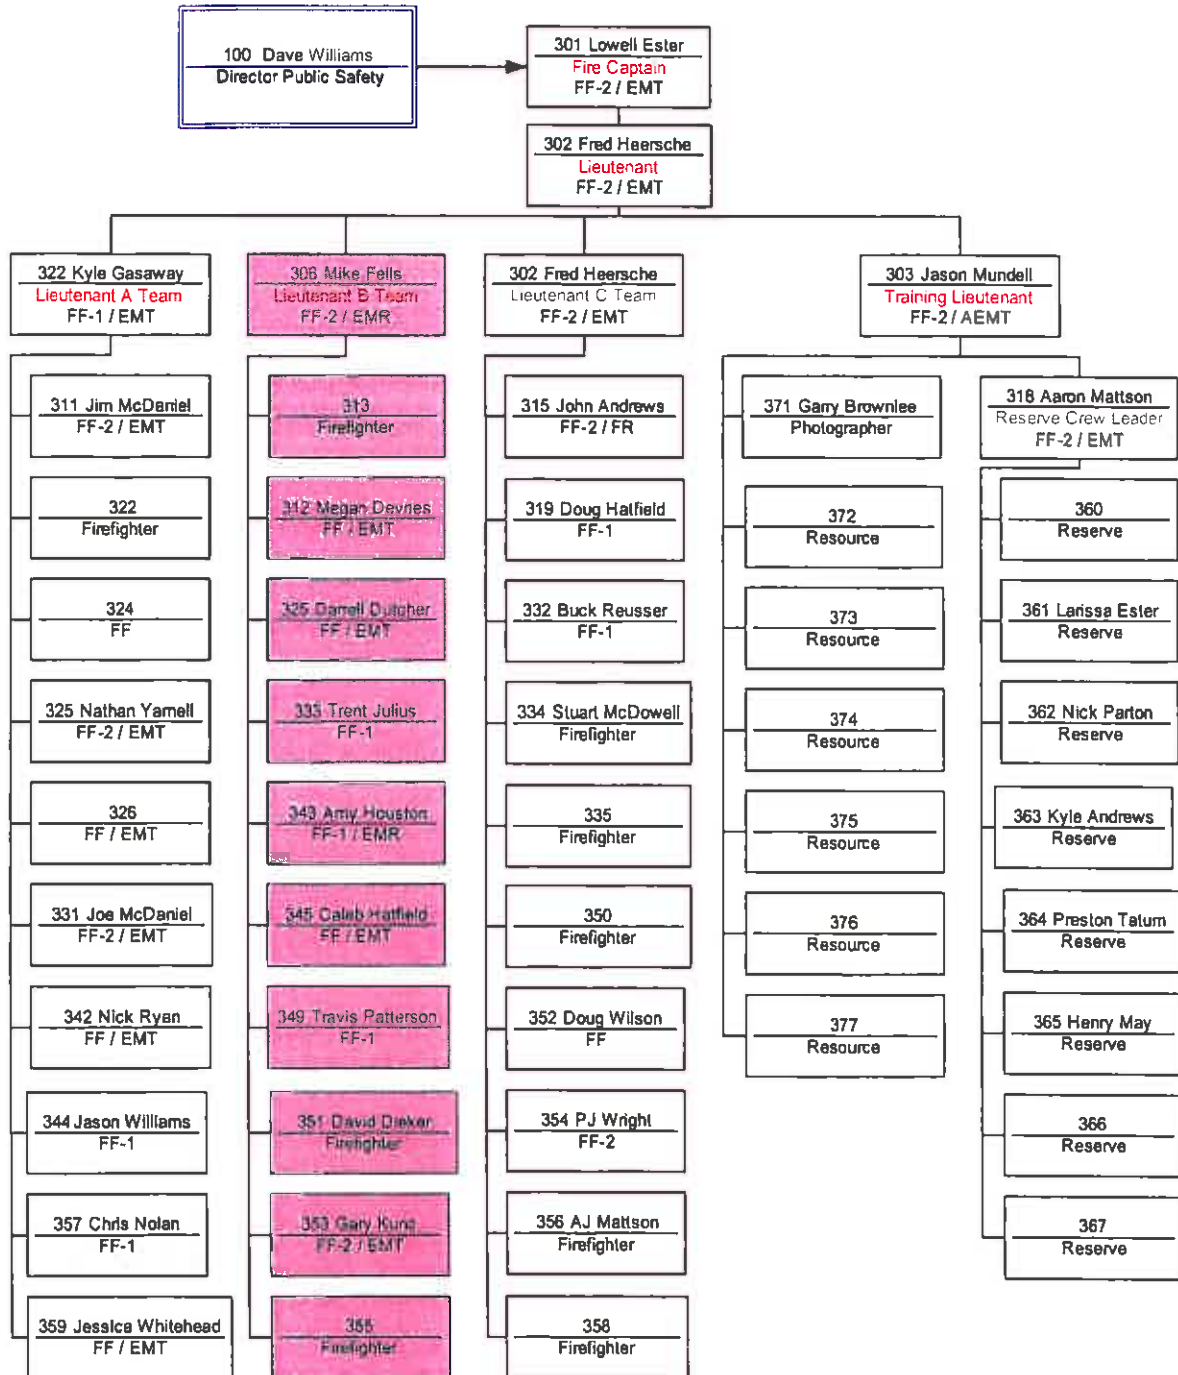 100 Dave Williams
Director Public Safety
301 Lowell Ester
Fire Captain
FF-2 / EMT
302 Fred Heersche
Lieutenant
FF-2 / EMT
322 Kyle Gasaway
Lieutenant A Team
FF-1 / EMT
311 Jim McDaniel
FF-2 / EMT
322
Firefighter
324
FF
325 Nathan Yarnell
FF-2 / EMT
326
FF / EMT
331 Joe McDaniel
FF-2 / EMT
342 Nick Ryan
FF / EMT
344 Jason Williams
FF-1
357 Chris Nolan
FF-1
359 Jessica Whitehead
FF / EMT
306 Mike Fells
Lieutenant B Team
FF-2 / EMR
313
Firefighter
312 Megan Devries
FF / EMT
325 Darrell Dutcher
FF / EMT
333 Trent Julius
FF-1
343 Amy Houston
FF-1 / EMR
345 Caleb Hatfield
FF / EMT
349 Travis Patterson
FF-1
351 David Dieker
Firefighter
353 Gary Kunz
FF-2 / EMT
355
Firefighter
302 Fred Heersche
Lieutenant C Team
FF-2 / EMT
315 John Andrews
FF-2 / FR
319 Doug Hatfield
FF-1
332 Buck Reusser
FF-1
334 Stuart McDowell
Firefighter
335
Firefighter
350
Firefighter
352 Doug Wilson
FF
354 PJ Wright
FF-2
356 AJ Mattson
Firefighter
358
Firefighter
303 Jason Mundell
Training Lieutenant
FF-2 / AEMT
371 Garry Brownlee
Photographer
372
Resource
373
Resource
374
Resource
375
Resource
376
Resource
377
Resource
318 Aaron Mattson
Reserve Crew Leader
FF-2 / EMT
360
Reserve
361 Larissa Ester
Reserve
362 Nick Parton
Reserve
363 Kyle Andrews
Reserve
364 Preston Tatum
Reserve
365 Henry May
Reserve
366
Reserve
367
Reserve